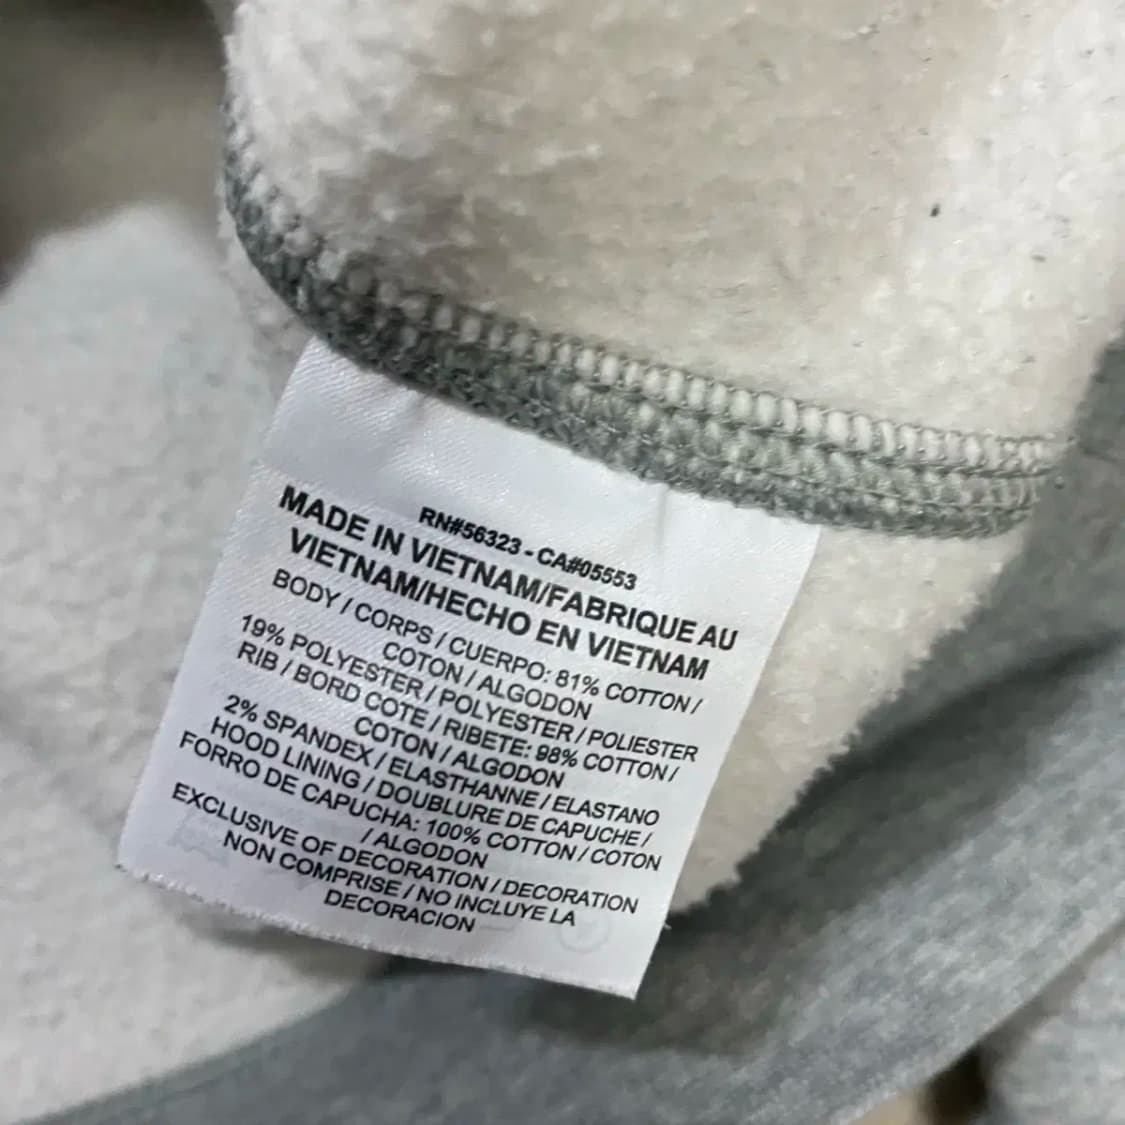 RN#56323 - CA#05553
MADE IN VIETNAM/FABRIQUE AU
VIETNAM/HECHO EN VIETNAM
BODY / CORPS / CUERPO: 81% COTTON /
COTON / ALGODON
19% POLYESTER / POLYESTER / POLIESTER
RIB / BORD COTE / RIBETE: 98% COTTON /
COTON / ALGODON
2% SPANDEX / ELASTHANNE / ELASTANO
HOOD LINING / DOUBLURE DE CAPUCHE /
FORRO DE CAPUCHA: 100% COTTON / COTON
/ ALGODON
EXCLUSIVE OF DECORATION / DECORATION
NON COMPRISE / NO INCLUYE LA
DECORACION